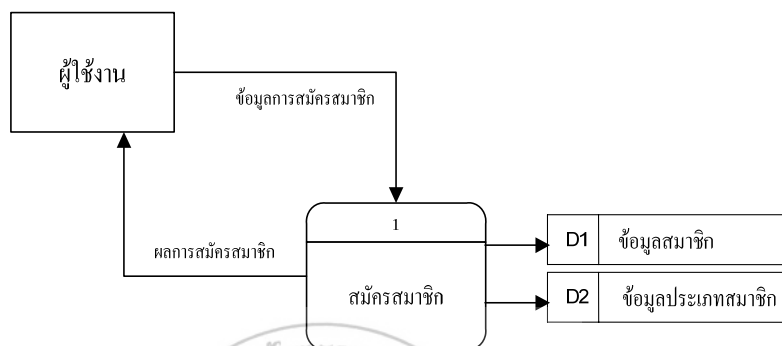 ผู้ใช้งาน
ข้อมูลการสมัครสมาชิก
1
ผลการสมัครสมาชิก
D1 ข้อมูลสมาชิก
สมัครสมาชิก
D2 ข้อมูลประเภทสมาชิก